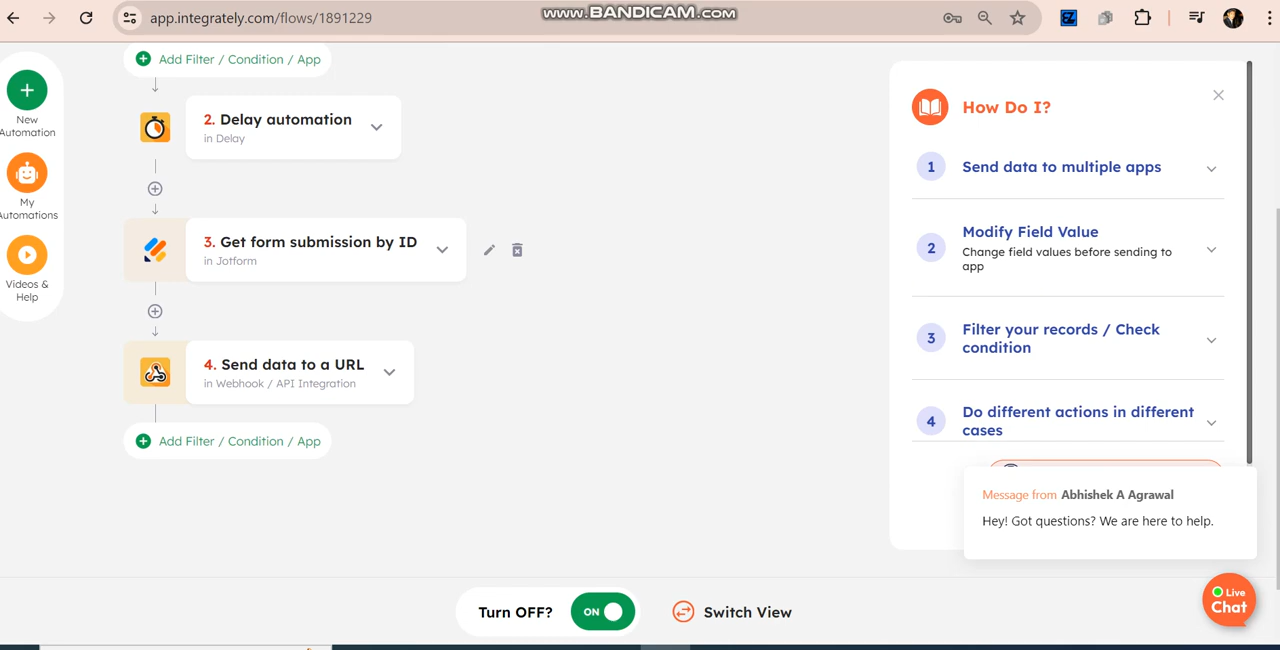 app.integrately.com/flows/1891229
www.BANDICAM.com
Add Filter / Condition / App
New
Automation
My
Automations
Videos &
Help
2. Delay automation
in Delay
3. Get form submission by ID
in Jotform
4. Send data to a URL
in Webhook / API Integration
Add Filter / Condition / App
How Do I?
1
Send data to multiple apps
2
Modify Field Value
Change field values before sending to
app
3
Filter your records / Check
condition
4
Do different actions in different
cases
Message from Abhishek A Agrawal
Hey! Got questions? We are here to help.
Turn OFF?
ON
Switch View
Live
Chat